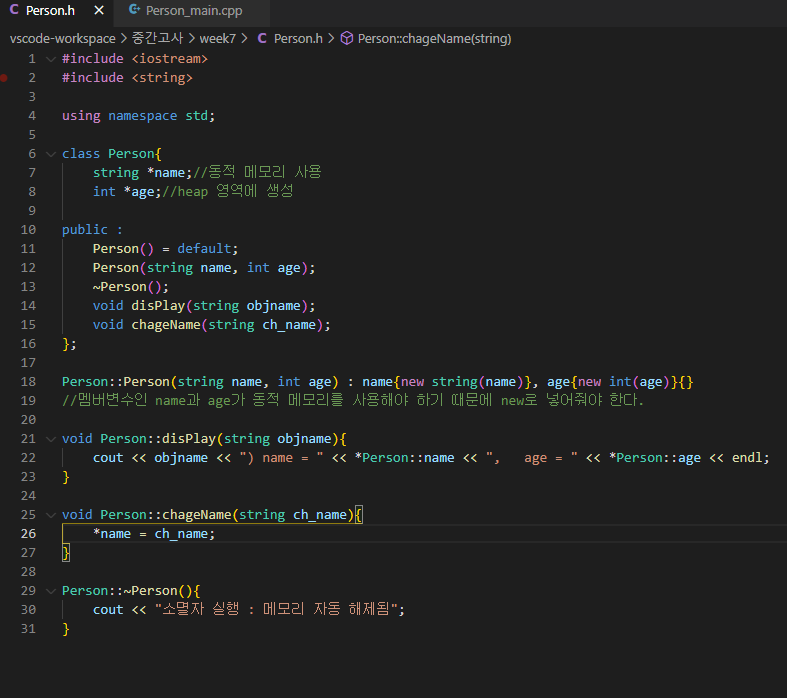 Person.h × Person_main.cpp
vscode-workspace > 중간고사 > week7 > C Person.h > Person::chageName(string)
1 #include <iostream>
2 #include <string>
3
4 using namespace std;
5
6 class Person{
7 string *name;//동적 메모리 사용
8 int *age;//heap 영역에 생성
9
10 public :
11 Person() = default;
12 Person(string name, int age);
13 ~Person();
14 void disPlay(string objname);
15 void chageName(string ch_name);
16 };
17
18 Person::Person(string name, int age) : name{new string(name)}, age{new int(age)}{}
19 //멤버변수인 name과 age가 동적 메모리를 사용해야 하기 때문에 new로 넣어줘야 한다.
20
21 void Person::disPlay(string objname){
22 cout << objname << ") name = " << *Person::name << ",   age = " << *Person::age << endl;
23 }
24
25 void Person::chageName(string ch_name){
26 *name = ch_name;
27 }
28
29 Person::~Person(){
30 cout << "소멸자 실행 : 메모리 자동 해제됨";
31 }